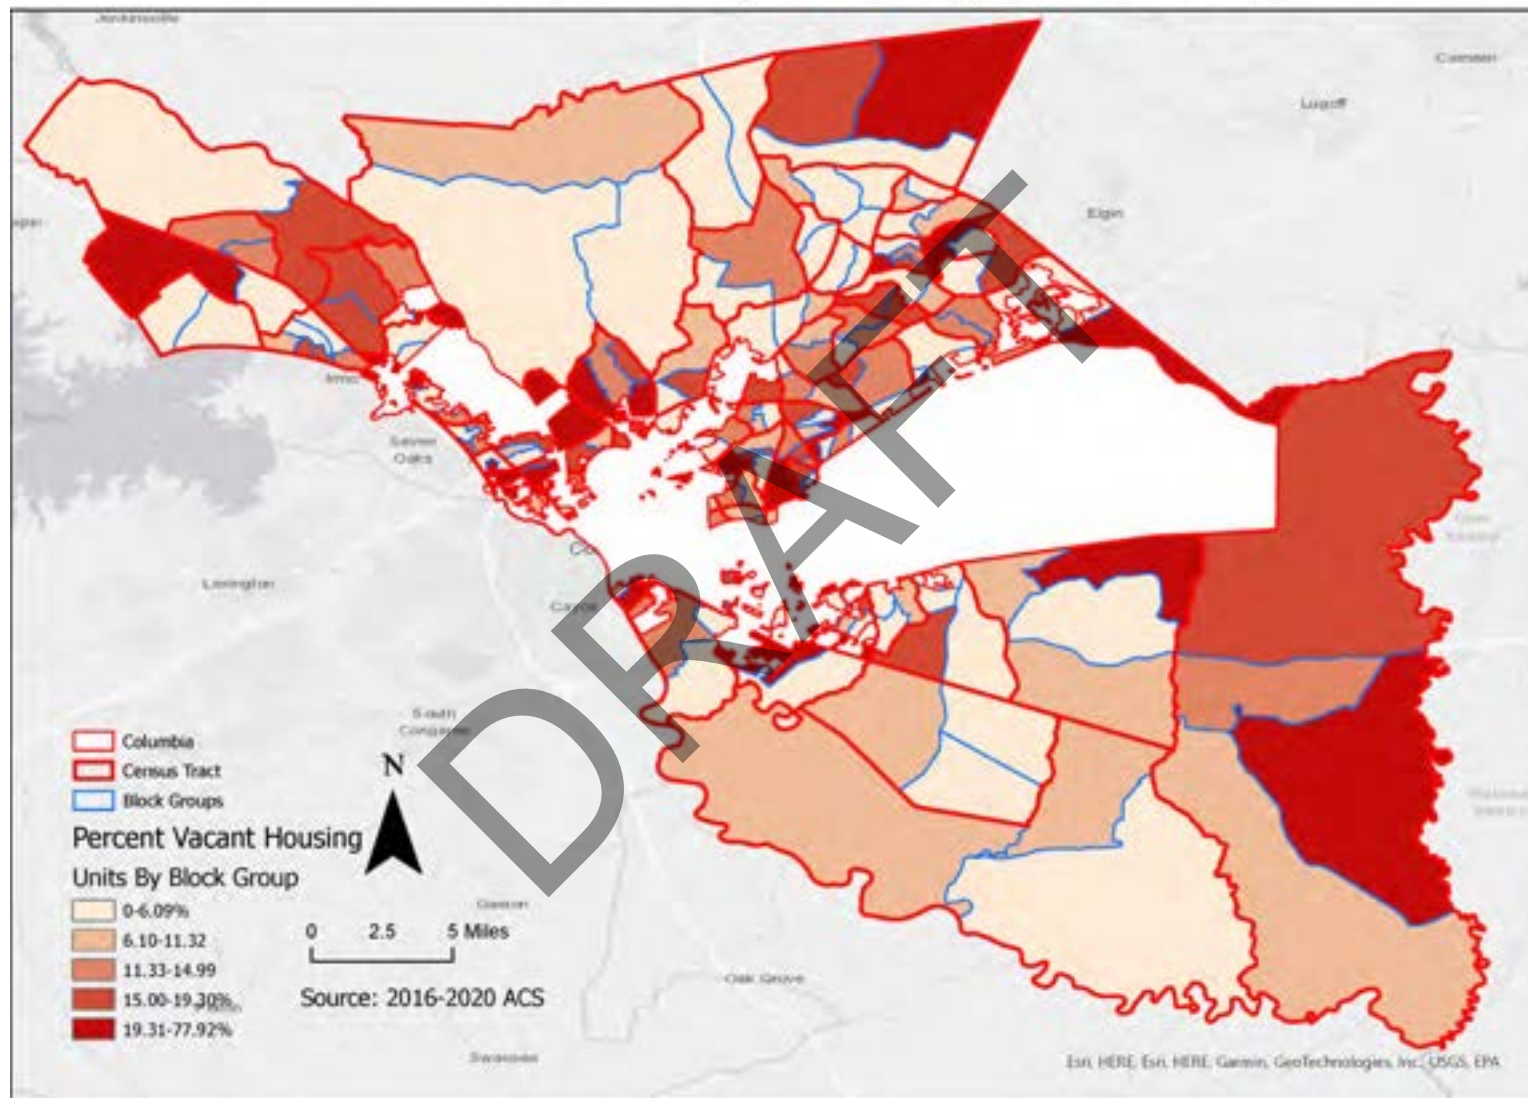 Jenkinsville
Camden
Lugoff
Elgin
Irmo
Seven
Oaks
Lexington
Cayce
South
Congaree
Gaston
Oak Grove
Swansea
DRAFT
Columbia
Census Tract
Block Groups
N
Percent Vacant Housing
Units By Block Group
0-6.09%
6.10-11.32
11.33-14.99
15.00-19.30%
19.31-77.92%
0 2.5 5 Miles
Source: 2016-2020 ACS
Esri, HERE, Esri, HERE, Garmin, GeoTechnologies, Inc., USGS, EPA